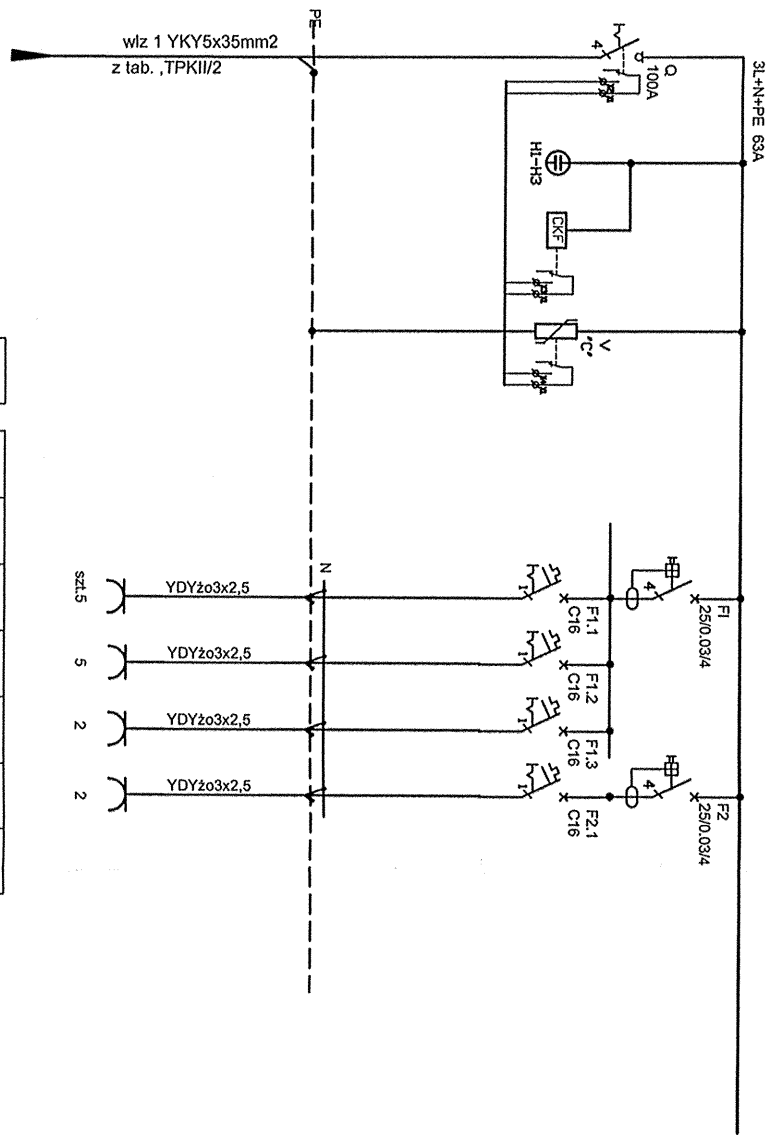 PE
wlz 1 YKY5x35mm2
z tab. ,TPKII/2
4
Q
100A
3L+N+PE 63A
H1-H3
CKF
V
"C"
N
F1
25/0.03/4
4
F1.1
C16
1
F1.2
C16
1
F1.3
C16
1
F2
25/0.03/4
4
F2.1
C16
1
YDYżo3x2,5
YDYżo3x2,5
YDYżo3x2,5
YDYżo3x2,5
szt.5
5
2
2